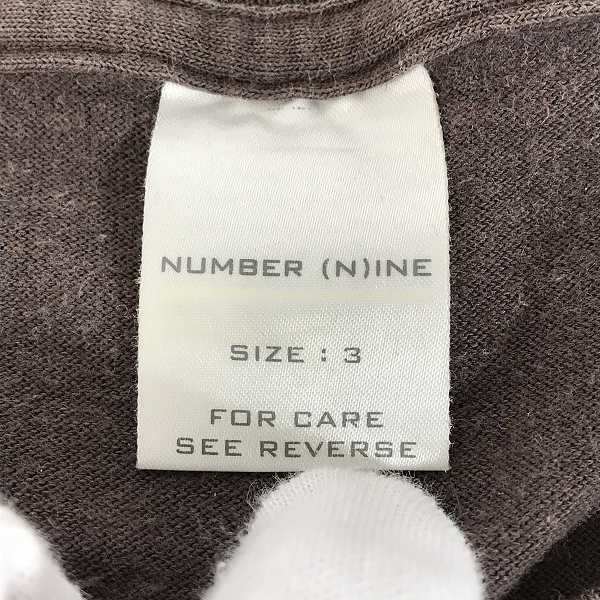 NUMBER (N)INE
SIZE : 3
FOR CARE
SEE REVERSE